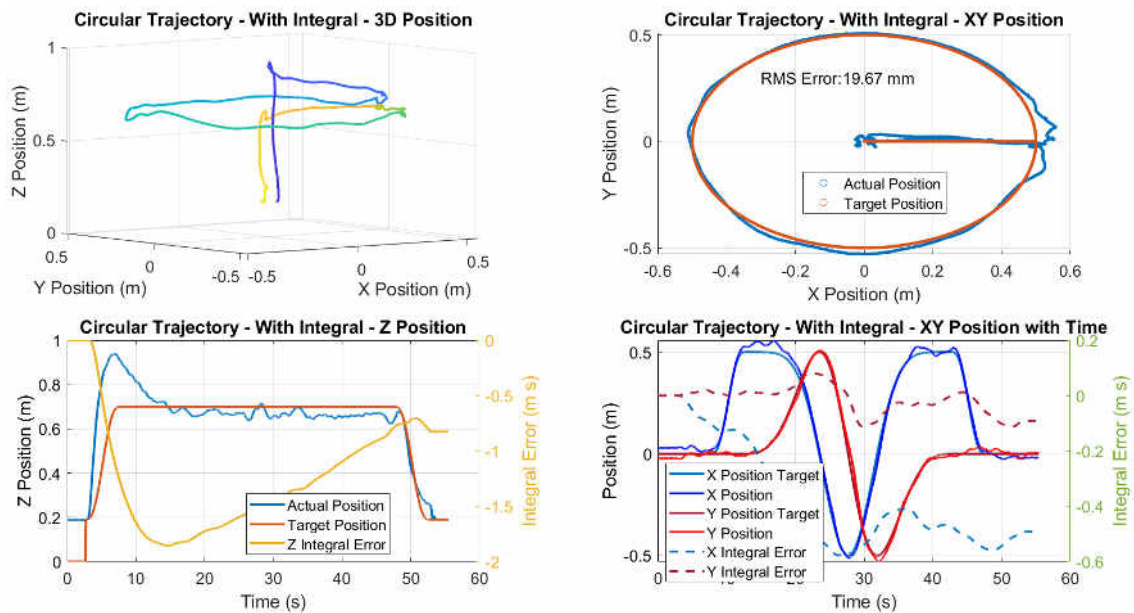 Circular Trajectory - With Integral - 3D Position
1
0.5
0
Z Position (m)
0.5
0
-0.5
-0.5
0
0.5
Y Position (m)
X Position (m)
Circular Trajectory - With Integral - XY Position
0.5
0
-0.5
Y Position (m)
RMS Error: 19.67 mm
Actual Position
Target Position
-0.6
-0.4
-0.2
0
0.2
0.4
0.6
X Position (m)
Circular Trajectory - With Integral - Z Position
1
0.8
0.6
0.4
0.2
0
Z Position (m)
0
-0.5
-1
-1.5
-2
Integral Error (m s)
Actual Position
Target Position
Z Integral Error
0
10
20
30
40
50
60
Time (s)
Circular Trajectory - With Integral - XY Position with Time
0.5
0
-0.5
Position (m)
0.2
0
-0.2
-0.4
-0.6
Integral Error (m s)
X Position Target
X Position
Y Position Target
Y Position
X Integral Error
Y Integral Error
0
10
20
30
40
50
60
Time (s)